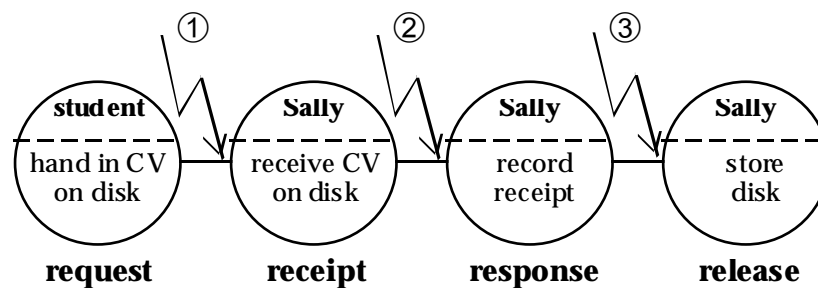 ① ② ③
student Sally Sally Sally
hand in CV receive CV record store
on disk on disk receipt disk
request receipt response release